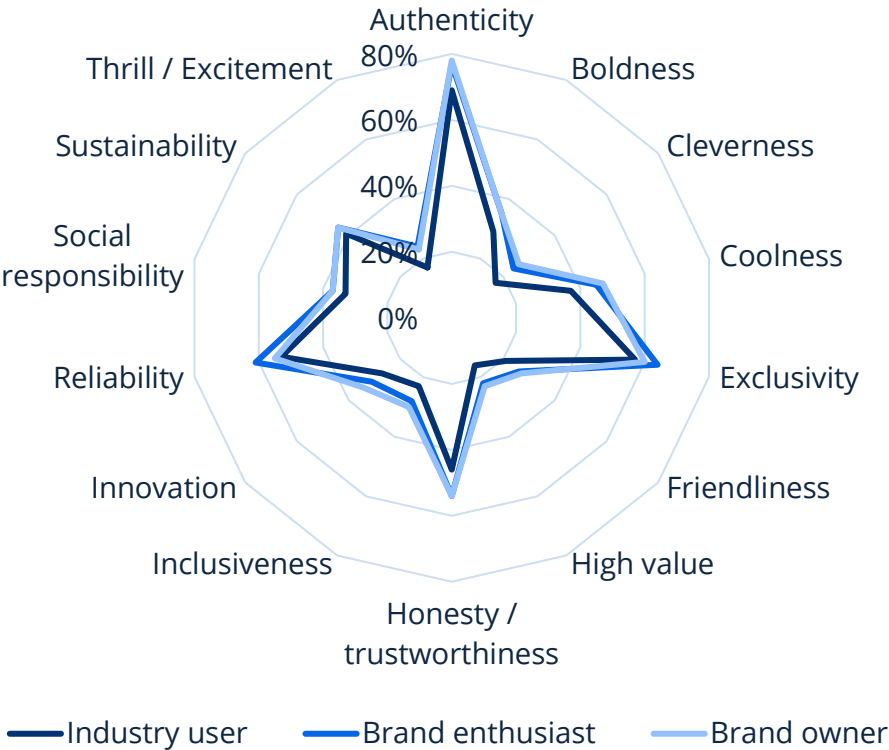 Authenticity
80%
Thrill / Excitement
Boldness
60%
Sustainability
Cleverness
40%
Social
responsibility
20%
Coolness
0%
Reliability
Exclusivity
Innovation
Friendliness
Inclusiveness
High value
Honesty /
trustworthiness
Industry user
Brand enthusiast
Brand owner